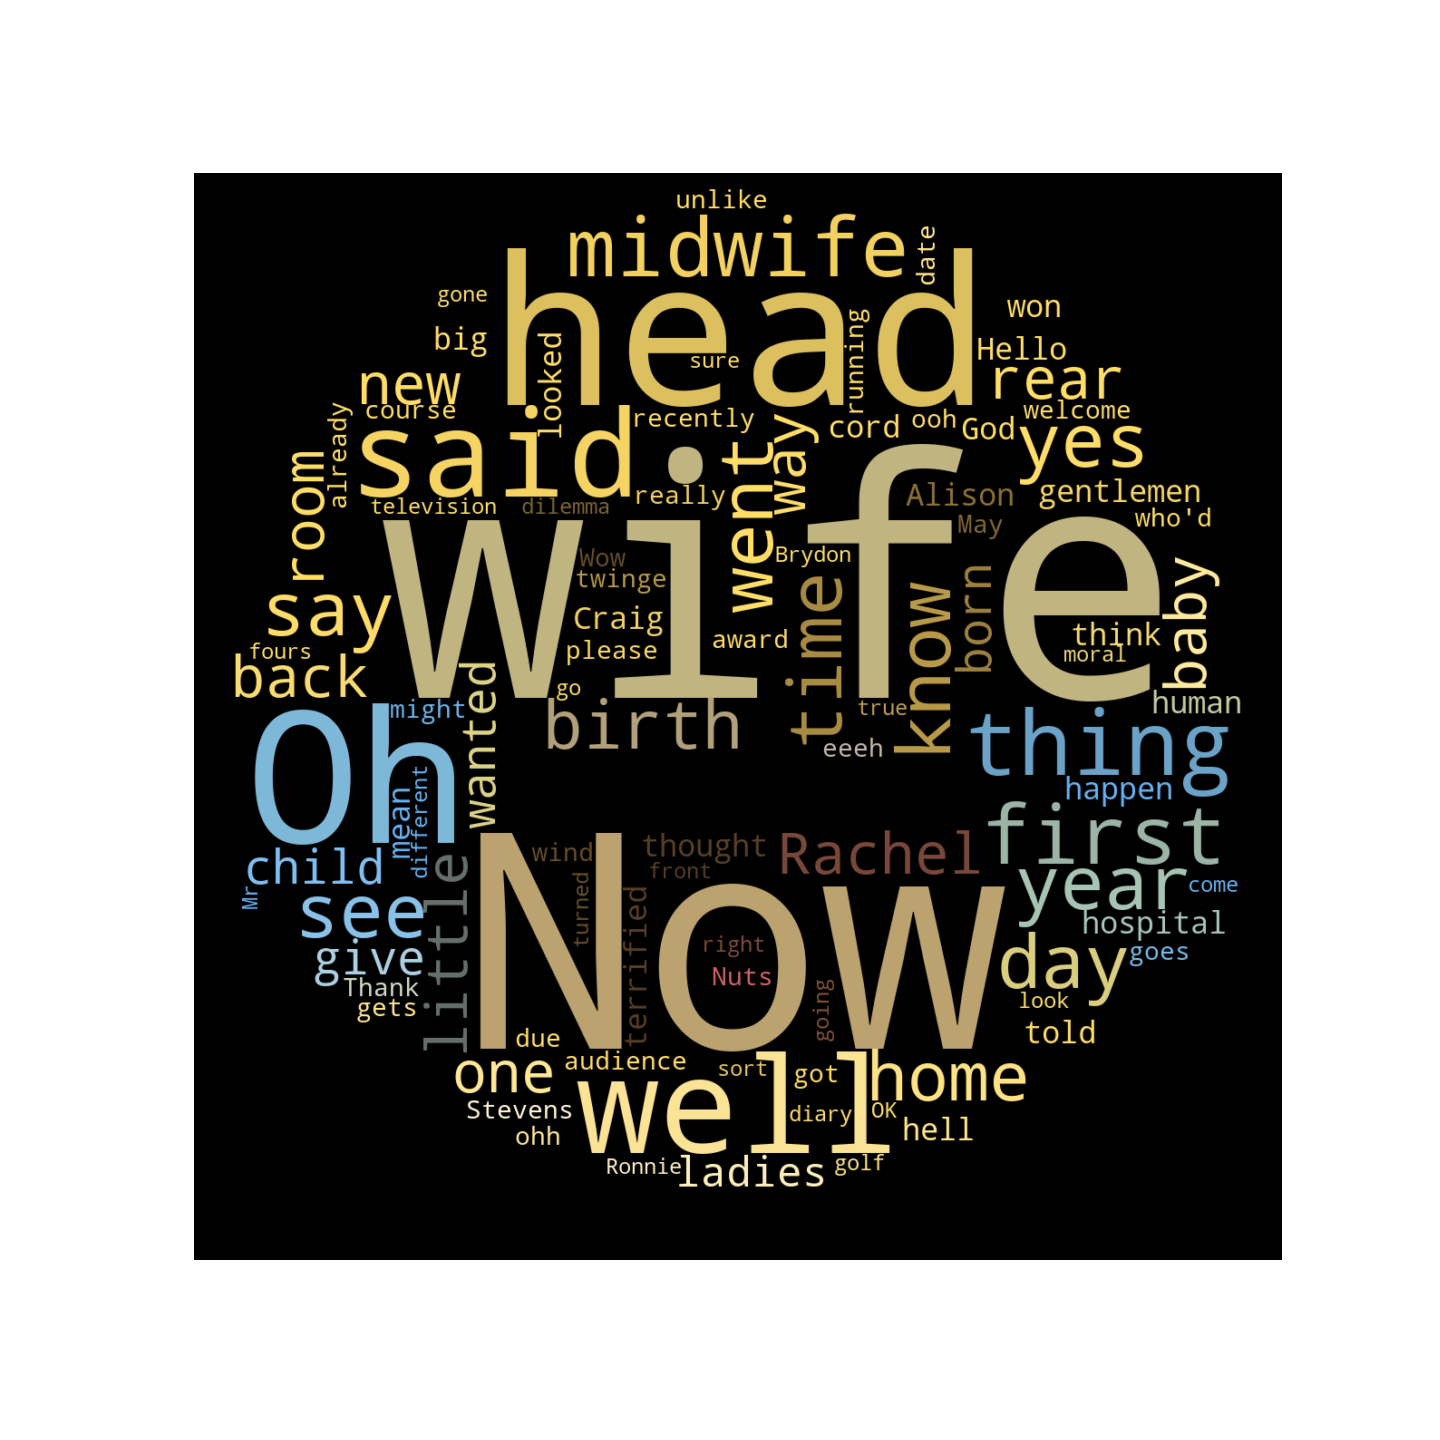 unlike
midwife
date
head
gone
won
big
looked
running
Hello
sure
new
rear
course
said
recently
cord
ooh
God
welcome
yes
already
went
way
room
wife
television
dilemma
really
Alison
gentlemen
May
who'd
Wow
twinge
Brydon
time
know
born
baby
say
Craig
please
award
think
moral
fours
back
wanted
go
birth
true
eeeh
human
Oh
might
mean
different
thing
happen
first
child
Mr
little
Now
wind
thought
front
Rachel
year
come
see
turned
terrified
right
Nuts
going
hospital
give
day
goes
Thank
gets
look
told
due
audience
one
sort
got
home
Stevens
well
diary
OK
hell
ohh
Ronnie
ladies
golf